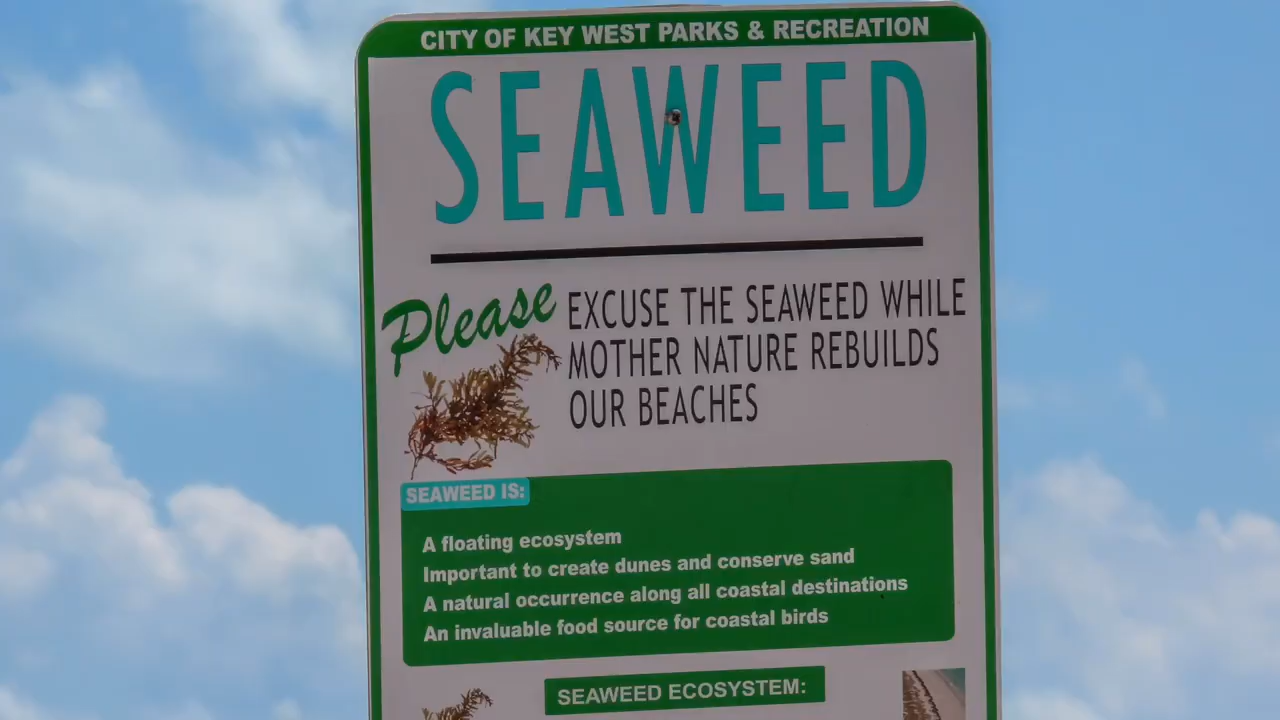 CITY OF KEY WEST PARKS & RECREATION
SEAWEED
Please
EXCUSE THE SEAWEED WHILE
MOTHER NATURE REBUILDS
OUR BEACHES
SEAWEED IS:
A floating ecosystem
Important to create dunes and conserve sand
A natural occurrence along all coastal destinations
An invaluable food source for coastal birds
SEAWEED ECOSYSTEM: